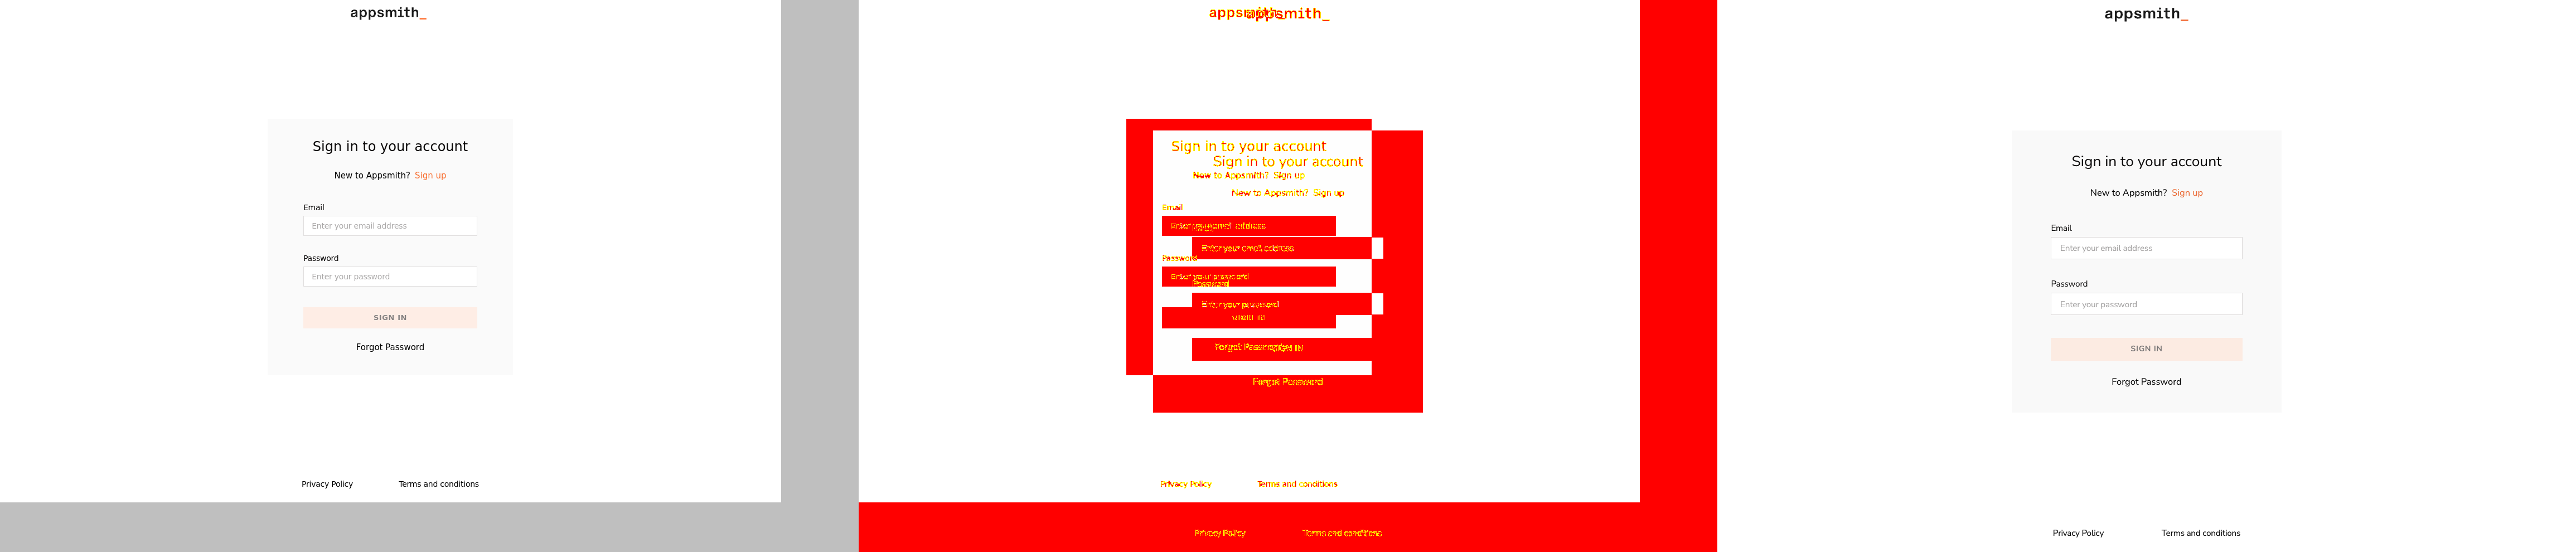 appsmith_
Sign in to your account
New to Appsmith? Sign up
Email
Enter your email address
Password
Enter your password
SIGN IN
Forgot Password
Privacy Policy Terms and conditions
appsmith_
appsmith_
Sign in to your account
Sign in to your account
New to Appsmith? Sign up
New to Appsmith? Sign up
Email
Enter your email address
Enter your email address
Password
Enter your password
Password
Enter your password
Forgot Password
Forgot Password
Privacy Policy Terms and conditions
Privacy Policy Terms and conditions
appsmith_
Sign in to your account
New to Appsmith? Sign up
Email
Enter your email address
Password
Enter your password
SIGN IN
Forgot Password
Privacy Policy Terms and conditions